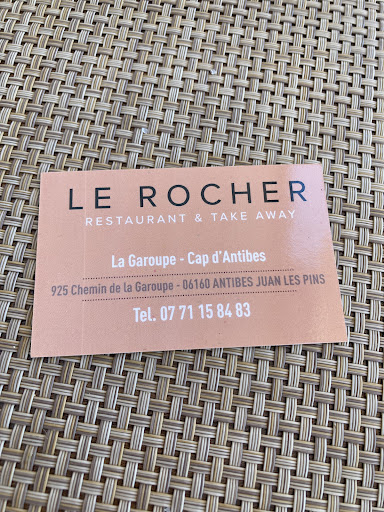 LE ROCHER
RESTAURANT & TAKE AWAY
La Garoupe - Cap d'Antibes
925 Chemin de la Garoupe - 06160 ANTIBES JUAN LES PINS
Tel. 07 71 15 84 83